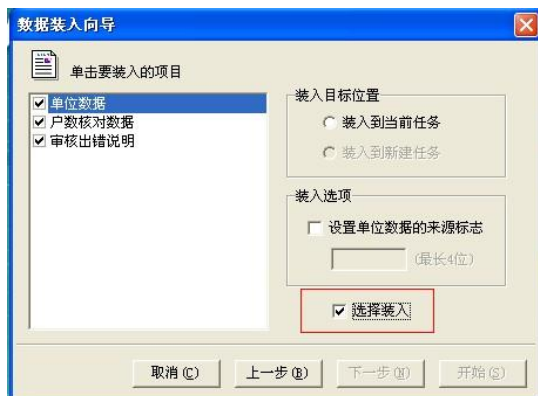 数据装入向导
单击要装入的项目
单位数据
户数核对数据
审核出错说明
装入目标位置
装入到当前任务
装入到新建任务
装入选项
设置单位数据的来源标志
(最长4位)
选择装入
取消(C)
上一步(B)
下一步(N)
开始(S)